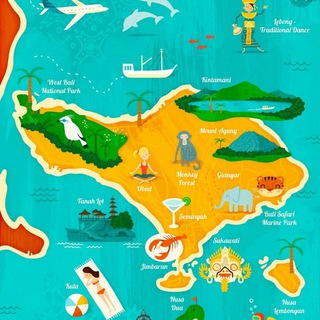 Lebong -
Traditional Dance
West Bali
National Park
Kintamani
Mount Agung
Monkey
Forest
Gianyar
Ubud
Tanah Lot
Seminyak
Bali Safari
Marine Park
Sukawati
Jimbaran
Kuta
Nusa
Dua
Nusa
Lembongan